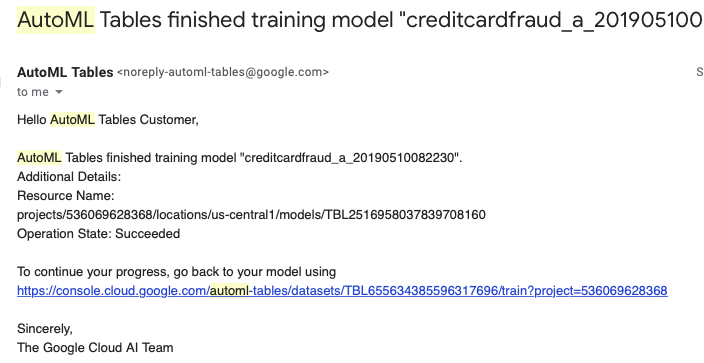 AutoML Tables finished training model "creditcardfraud_a_201905100
AutoML Tables <noreply-automl-tables@google.com>
S
to me
Hello AutoML Tables Customer,
AutoML Tables finished training model "creditcardfraud_a_20190510082230".
Additional Details:
Resource Name:
projects/536069628368/locations/us-central1/models/TBL2516958037839708160
Operation State: Succeeded
To continue your progress, go back to your model using
https://console.cloud.google.com/automl-tables/datasets/TBL655634385596317696/train?project=536069628368
Sincerely,
The Google Cloud AI Team